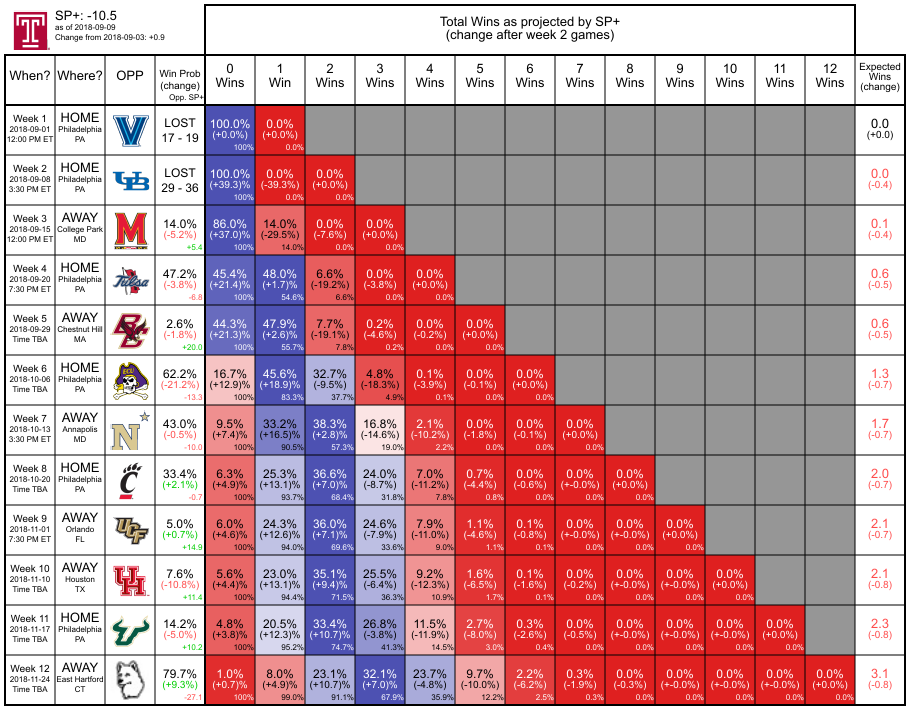 SP+: -10.5
as of 2018-09-09
Change from 2018-09-03: +0.9
Total Wins as projected by SP+
(change after week 2 games)
When? Where? OPP Win Prob (change) Opp. SP+ 0 Wins 1 Win 2 Wins 3 Wins 4 Wins 5 Wins 6 Wins 7 Wins 8 Wins 9 Wins 10 Wins 11 Wins 12 Wins Expected Wins (change)
Week 1 HOME LOST 100.0% 0.0% 0.0
2018-09-01 Philadelphia 17 - 19 (+0.0%) (+0.0%) (+0.0)
12:00 PM ET PA 100% 0.0%
Week 2 HOME UB LOST 100.0% 0.0% 0.0% 0.0
2018-09-08 Philadelphia 29 - 36 (+39.3%) (-39.3%) (+0.0%) (-0.4)
3:30 PM ET PA 100% 0.0% 0.0%
Week 3 AWAY M 14.0% 86.0% 14.0% 0.0% 0.0% 0.1
2018-09-15 College Park (-5.2%) (+37.0%) (-29.5%) (-7.6%) (+0.0%) (-0.4)
12:00 PM ET MD +5.4 100% 14.0% 0.0% 0.0%
Week 4 HOME Tulsa 47.2% 45.4% 48.0% 6.6% 0.0% 0.0% 0.6
2018-09-20 Philadelphia (-3.8%) (+21.4%) (+1.7%) (-19.2%) (-3.8%) (+0.0%) (-0.5)
7:30 PM ET PA -6.8 100% 54.6% 6.6% 0.0% 0.0%
Week 5 AWAY BC 2.6% 44.3% 47.9% 7.7% 0.2% 0.0% 0.0% 0.6
2018-09-29 Chestnut Hill (-1.8%) (+21.3%) (+2.6%) (-19.1%) (-4.6%) (-0.2%) (+0.0%) (-0.5)
Time TBA MA +20.0 100% 55.7% 7.8% 0.2% 0.0% 0.0%
Week 6 HOME 62.2% 16.7% 45.6% 32.7% 4.8% 0.1% 0.0% 0.0% 1.3
2018-10-06 Philadelphia (-21.2%) (+12.9%) (+18.9%) (-9.5%) (-18.3%) (-3.9%) (-0.1%) (+0.0%) (-0.7)
Time TBA PA -13.3 100% 83.3% 37.7% 4.9% 0.1% 0.0% 0.0%
Week 7 AWAY N 43.0% 9.5% 33.2% 38.3% 16.8% 2.1% 0.0% 0.0% 0.0% 1.7
2018-10-13 Annapolis (-0.5%) (+7.4%) (+16.5%) (+2.8%) (-14.6%) (-10.2%) (-1.8%) (-0.1%) (+0.0%) (-0.7)
3:30 PM ET MD -10.0 100% 90.5% 57.3% 19.0% 2.2% 0.0% 0.0% 0.0%
Week 8 HOME C 33.4% 6.3% 25.3% 36.6% 24.0% 7.0% 0.7% 0.0% 0.0% 0.0% 2.0
2018-10-20 Philadelphia (+2.1%) (+4.9%) (+13.1%) (+7.0%) (-8.7%) (-11.2%) (-4.4%) (-0.6%) (+-0.0%) (+0.0%) (-0.7)
Time TBA PA -0.7 100% 93.7% 68.4% 31.8% 7.8% 0.8% 0.0% 0.0% 0.0%
Week 9 AWAY UCF 5.0% 6.0% 24.3% 36.0% 24.6% 7.9% 1.1% 0.1% 0.0% 0.0% 0.0% 2.1
2018-11-01 Orlando (+0.7%) (+4.6%) (+12.6%) (+7.1%) (-7.9%) (-11.0%) (-4.6%) (-0.8%) (+-0.0%) (+-0.0%) (+0.0%) (-0.7)
7:30 PM ET FL +14.9 100% 94.0% 69.6% 33.6% 9.0% 1.1% 0.1% 0.0% 0.0% 0.0%
Week 10 AWAY UH 7.6% 5.6% 23.0% 35.1% 25.5% 9.2% 1.6% 0.1% 0.0% 0.0% 0.0% 0.0% 2.1
2018-11-10 Houston (-10.8%) (+4.4%) (+13.1%) (+9.4%) (-6.4%) (-12.3%) (-6.5%) (-1.6%) (-0.2%) (+-0.0%) (+-0.0%) (+0.0%) (-0.8)
Time TBA TX +11.4 100% 94.4% 71.5% 36.3% 10.9% 1.7% 0.1% 0.0% 0.0% 0.0% 0.0%
Week 11 HOME 14.2% 4.8% 20.5% 33.4% 26.8% 11.5% 2.7% 0.3% 0.0% 0.0% 0.0% 0.0% 0.0% 2.3
2018-11-17 Philadelphia (-5.0%) (+3.8%) (+12.3%) (+10.7%) (-3.8%) (-11.9%) (-8.0%) (-2.6%) (-0.5%) (+-0.0%) (+-0.0%) (+-0.0%) (+0.0%) (-0.8)
Time TBA PA +10.2 100% 95.2% 74.7% 41.3% 14.5% 3.0% 0.4% 0.0% 0.0% 0.0% 0.0% 0.0%
Week 12 AWAY 79.7% 1.0% 8.0% 23.1% 32.1% 23.7% 9.7% 2.2% 0.3% 0.0% 0.0% 0.0% 0.0% 0.0% 3.1
2018-11-24 East Hartford (+9.3%) (+0.7%) (+4.9%) (+10.7%) (+7.0%) (-4.8%) (-10.0%) (-6.2%) (-1.9%) (-0.3%) (+-0.0%) (+-0.0%) (+-0.0%) (+0.0%) (-0.8)
Time TBA CT -27.1 100% 99.0% 91.1% 67.9% 35.9% 12.2% 2.5% 0.3% 0.0% 0.0% 0.0% 0.0% 0.0%